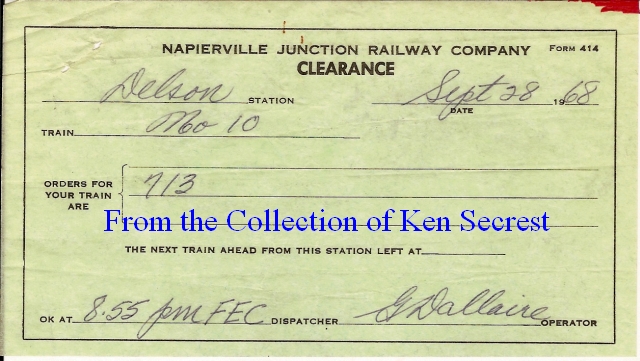 NAPIERVILLE JUNCTION RAILWAY COMPANY FORM 414
CLEARANCE
Delson STATION Sept 28 1968
DATE
TRAIN No 10
ORDERS FOR YOUR TRAIN ARE 713
From the Collection of Ken Secrest
THE NEXT TRAIN AHEAD FROM THIS STATION LEFT AT
OK AT 8.55 pm FEC DISPATCHER G Dallaire OPERATOR